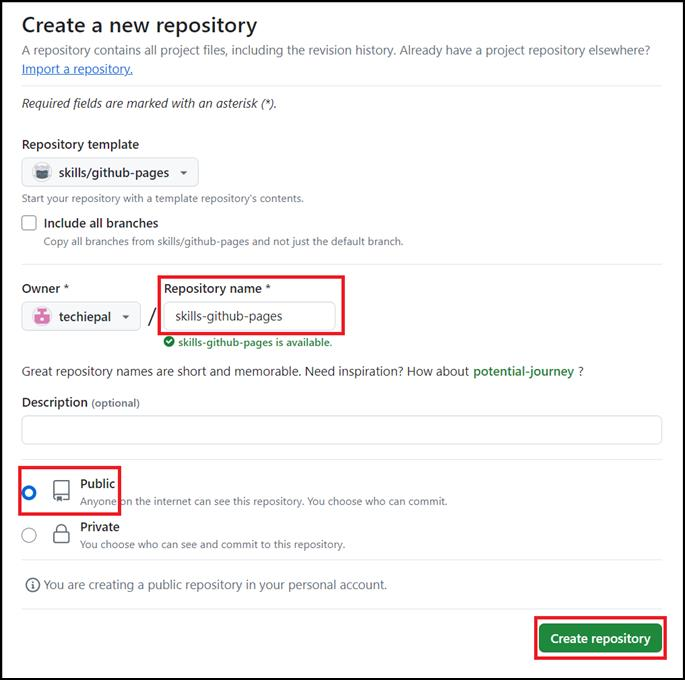 Create a new repository
A repository contains all project files, including the revision history. Already have a project repository elsewhere?
Import a repository.
Required fields are marked with an asterisk (*).
Repository template
skills/github-pages
Start your repository with a template repository's contents.
Include all branches
Copy all branches from skills/github-pages and not just the default branch.
Owner * Repository name *
techiepal / skills-github-pages
skills-github-pages is available.
Great repository names are short and memorable. Need inspiration? How about potential-journey ?
Description (optional)
Public
Anyone on the internet can see this repository. You choose who can commit.
Private
You choose who can see and commit to this repository.
You are creating a public repository in your personal account.
Create repository